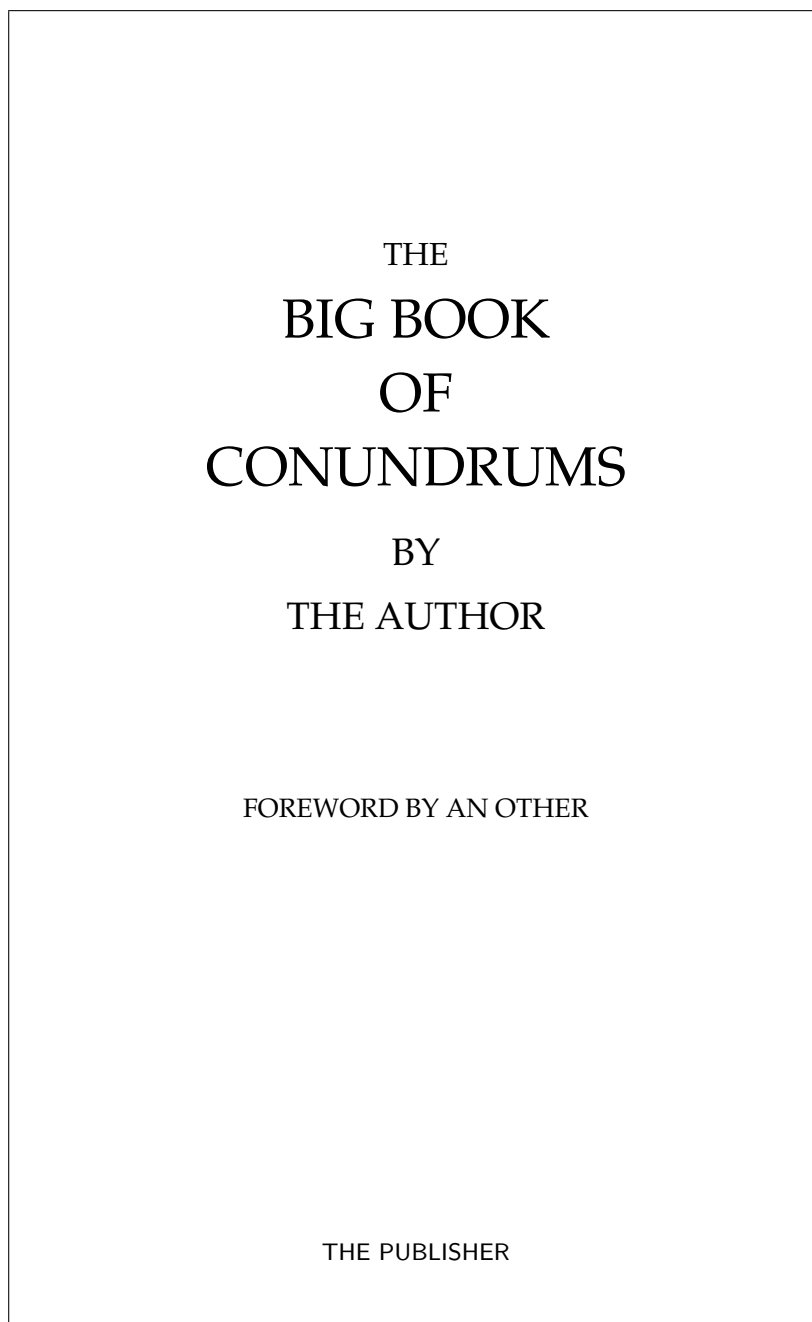 THE
BIG BOOK
OF
CONUNDRUMS
BY
THE AUTHOR
FOREWORD BY AN OTHER
THE PUBLISHER